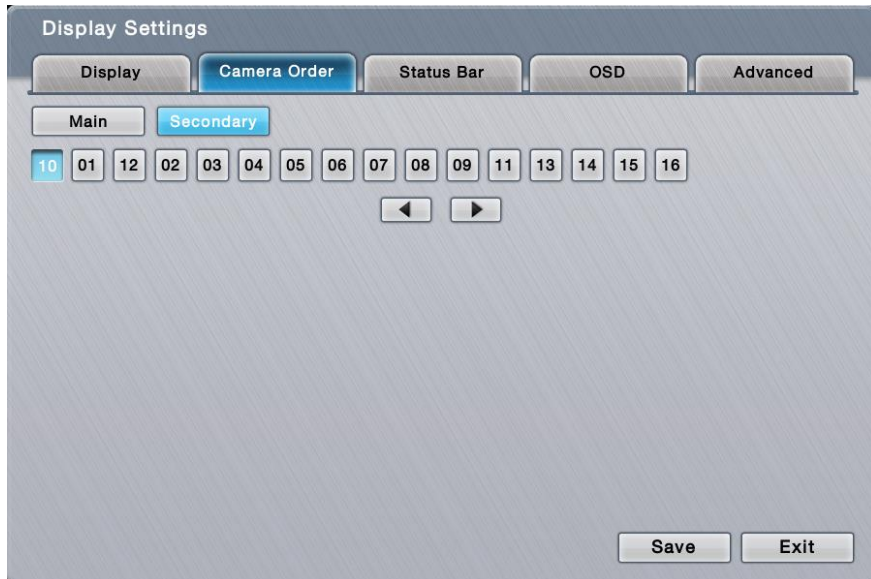 Display Settings
Display Camera Order Status Bar OSD Advanced
Main Secondary
10 01 12 02 03 04 05 06 07 08 09 11 13 14 15 16
Save Exit